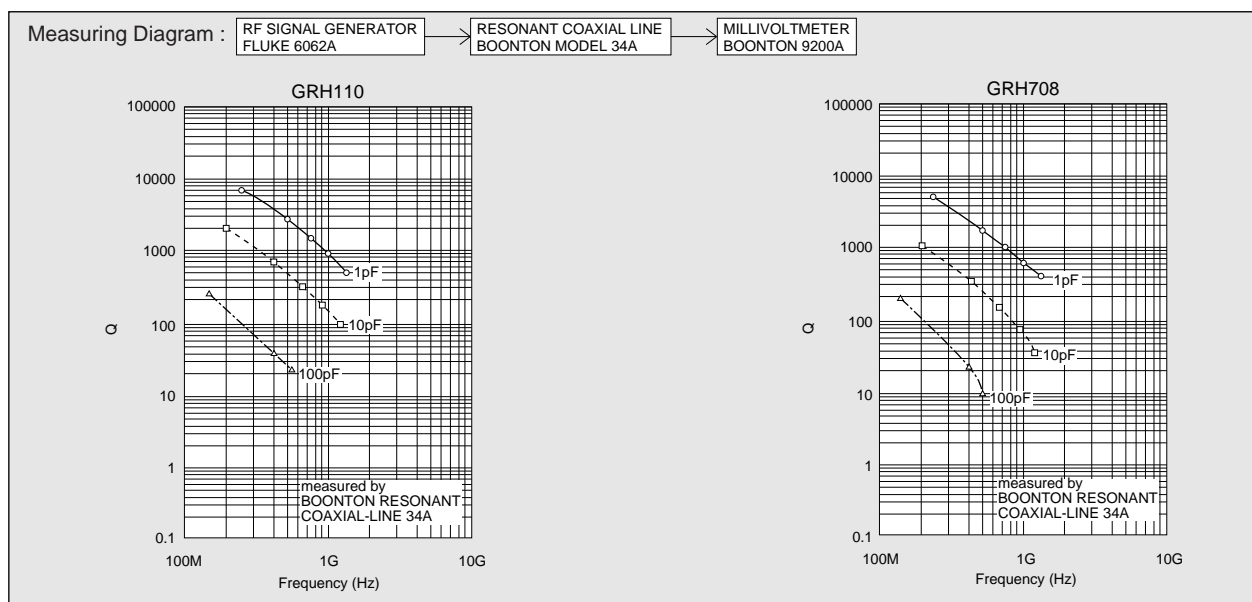 Measuring Diagram :
RF SIGNAL GENERATOR
FLUKE 6062A
RESONANT COAXIAL LINE
BOONTON MODEL 34A
MILLIVOLTMETER
BOONTON 9200A
GRH110
100000
10000
1000
100
10
1
0.1
Q
1pF
10pF
100pF
measured by
BOONTON RESONANT
COAXIAL-LINE 34A
100M
1G
10G
Frequency (Hz)
GRH708
100000
10000
1000
100
10
1
0.1
Q
1pF
10pF
100pF
measured by
BOONTON RESONANT
COAXIAL-LINE 34A
100M
1G
10G
Frequency (Hz)